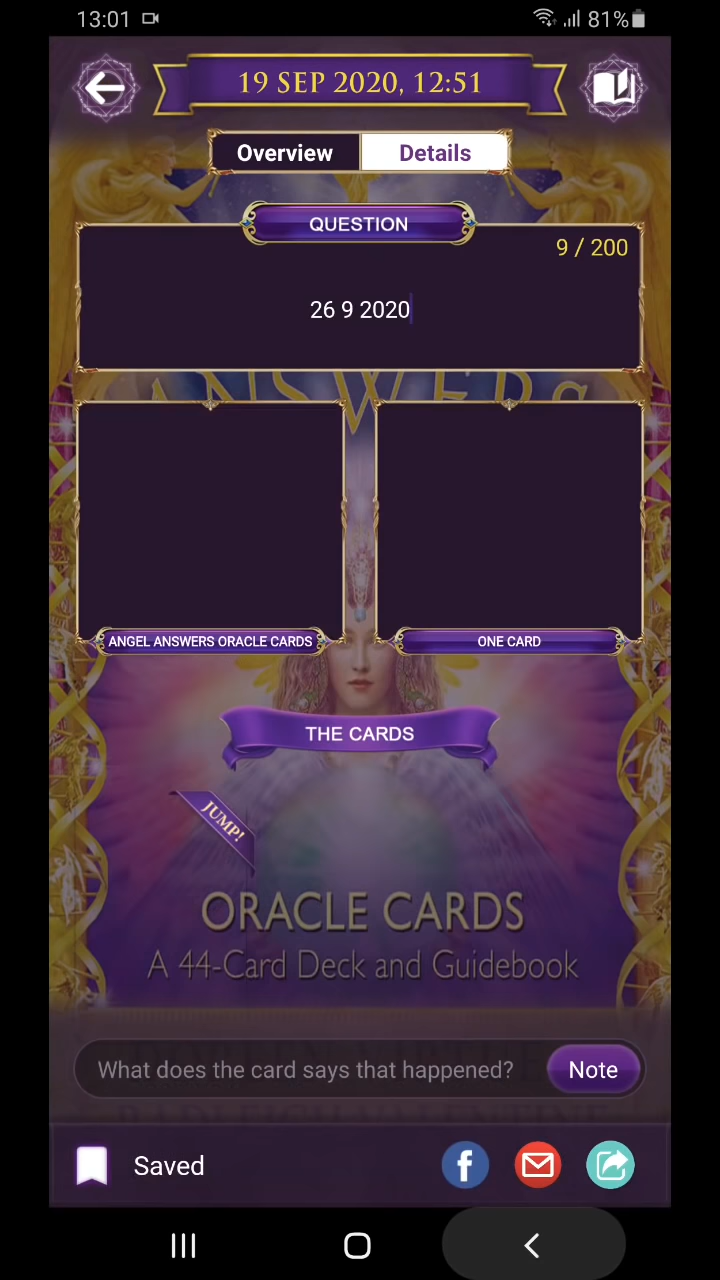 13:01 81%
19 SEP 2020, 12:51
Overview Details
QUESTION
9 / 200
26 9 2020
ANSWERS
ANGEL ANSWERS ORACLE CARDS ONE CARD
THE CARDS
JUMP!
ORACLE CARDS
A 44-Card Deck and Guidebook
What does the card says that happened? Note
Saved